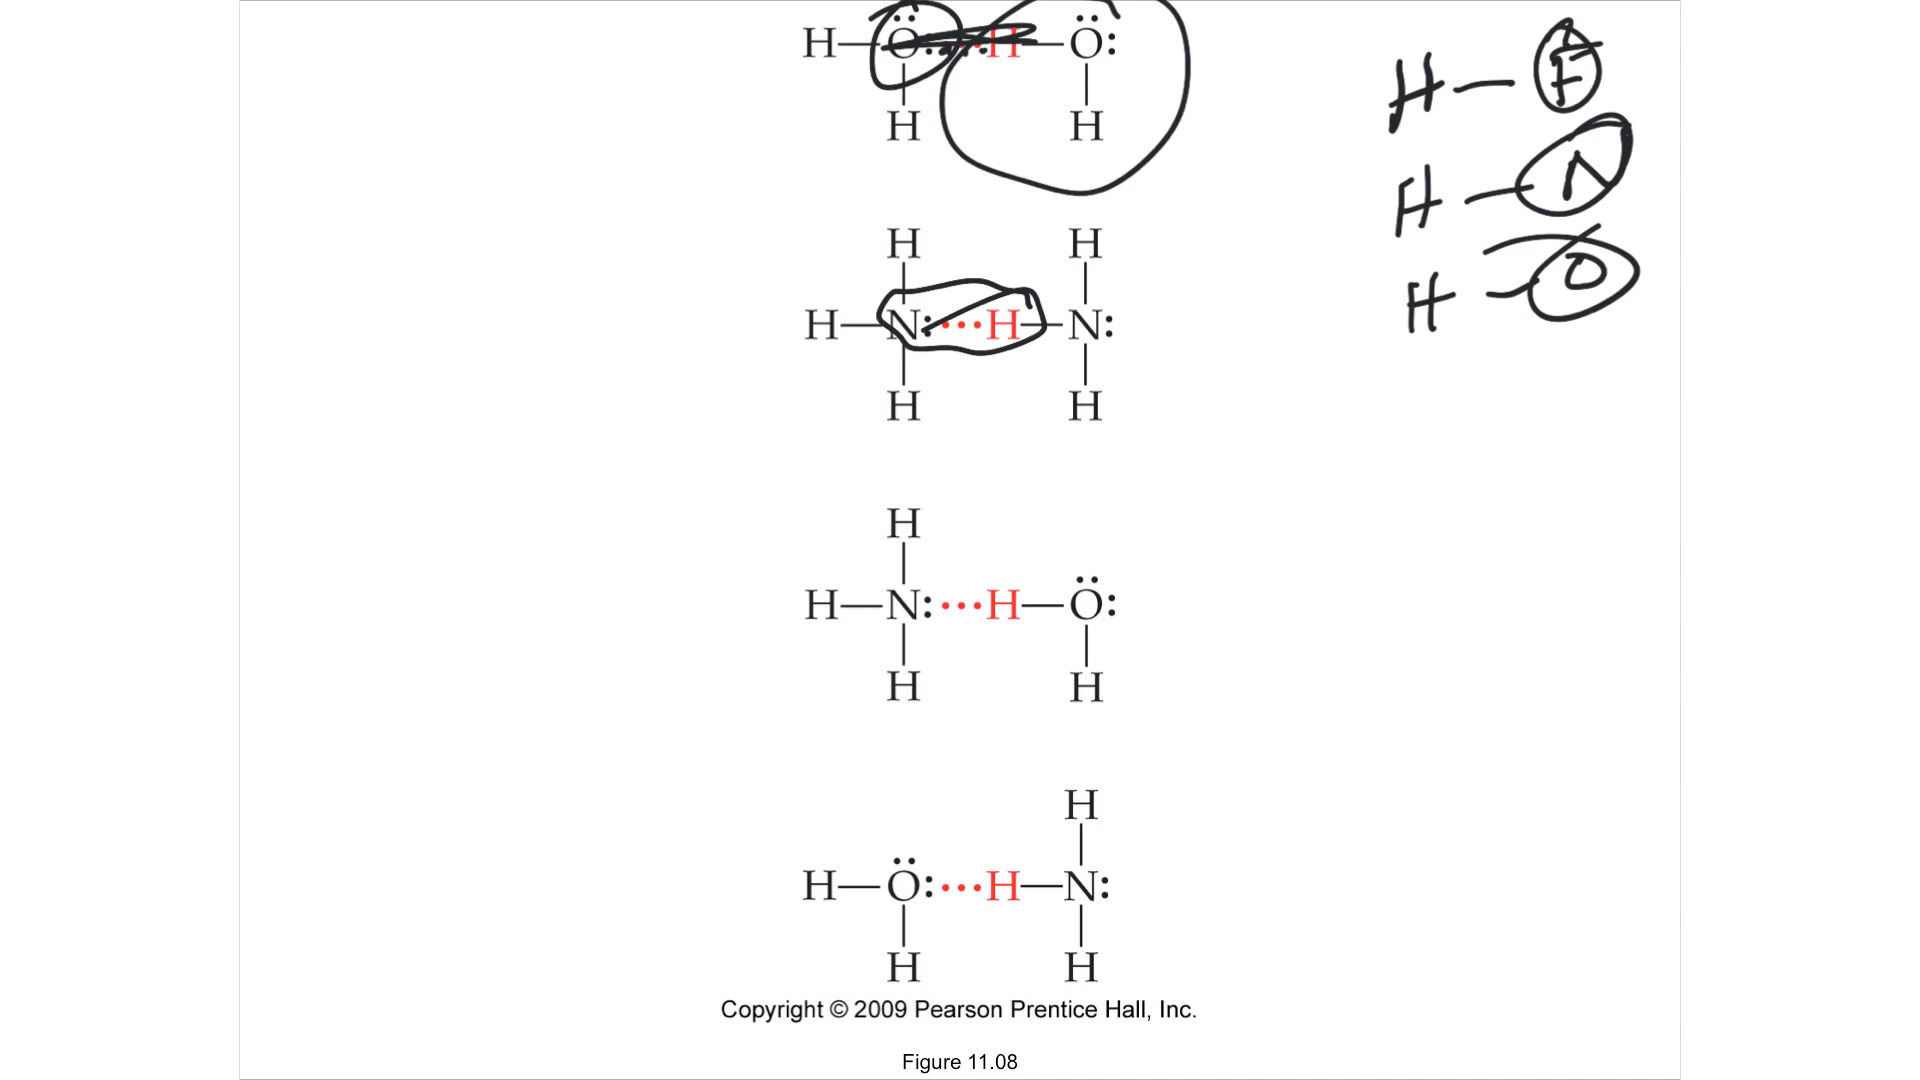 H—Ö:···H—Ö:
H H
H H
H—N:···H—N:
H H
H
H—N:···H—Ö:
H H
H
H—Ö:···H—N:
H H
Copyright © 2009 Pearson Prentice Hall, Inc.
Figure 11.08
H—F
H—N
H—O